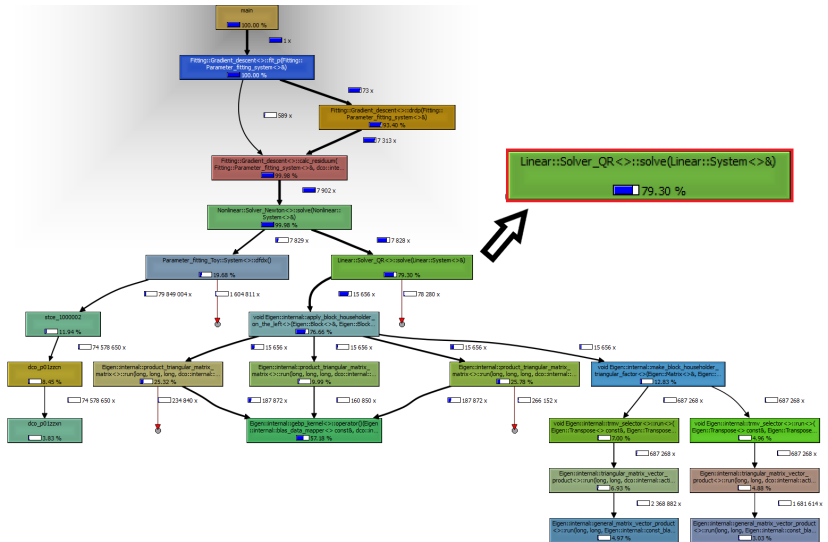 main
100.00 %
1 x
Fitting::Gradient_descent<>::fit_p(Fitting::
Parameter_fitting_system<>&)
100.00 %
73 x
589 x
Fitting::Gradient_descent<>::drdp(Fitting::
Parameter_fitting_system<>&)
93.40 %
7 313 x
Fitting::Gradient_descent<>::calc_residuum(
Fitting::Parameter_fitting_system<>&, dco::inte...
99.98 %
Linear::Solver_QR<>::solve(Linear::System<>&)
79.30 %
7 902 x
Nonlinear::Solver_Newton<>::solve(Nonlinear::
System<>&)
99.98 %
7 829 x
7 828 x
Parameter_fitting_Toy::System<>::dfdx()
19.68 %
Linear::Solver_QR<>::solve(Linear::System<>&)
79.30 %
79 849 004 x
1 604 811 x
15 656 x
78 280 x
stce_1000002
11.94 %
void Eigen::internal::apply_block_householder_
on_the_left<>(Eigen::Block<>&, Eigen::Block...
76.66 %
74 578 650 x
15 656 x
15 656 x
15 656 x
15 656 x
dco_p01zzcn
8.45 %
Eigen::internal::product_triangular_matrix_
matrix<>::run(long, long, long, dco::internal::...
25.32 %
Eigen::internal::product_triangular_matrix_
matrix<>::run(long, long, long, dco::internal::...
9.99 %
Eigen::internal::product_triangular_matrix_
matrix<>::run(long, long, long, dco::internal::...
25.78 %
void Eigen::internal::make_block_householder_
triangular_factor<>(Eigen::Matrix<>&, Eigen::...
12.83 %
74 578 650 x
234 840 x
187 872 x
160 850 x
187 872 x
266 152 x
687 268 x
687 268 x
dco_p01zzxn
3.83 %
Eigen::internal::gebp_kernel<>::operator()(Eigen
::internal::blas_data_mapper<> const&, dco::in...
57.18 %
void Eigen::internal::trmv_selector<>::run<>(
Eigen::Transpose<> const&, Eigen::Transpose...
7.00 %
void Eigen::internal::trmv_selector<>::run<>(
Eigen::Transpose<> const&, Eigen::Transpose...
4.96 %
687 268 x
687 268 x
Eigen::internal::triangular_matrix_vector_
product<>::run(long, long, dco::internal::acti...
6.93 %
Eigen::internal::triangular_matrix_vector_
product<>::run(long, long, dco::internal::acti...
4.88 %
2 368 882 x
1 681 614 x
Eigen::internal::general_matrix_vector_product
<>::run(long, long, Eigen::internal::const_bla...
4.97 %
Eigen::internal::general_matrix_vector_product
<>::run(long, long, Eigen::internal::const_bla...
3.03 %